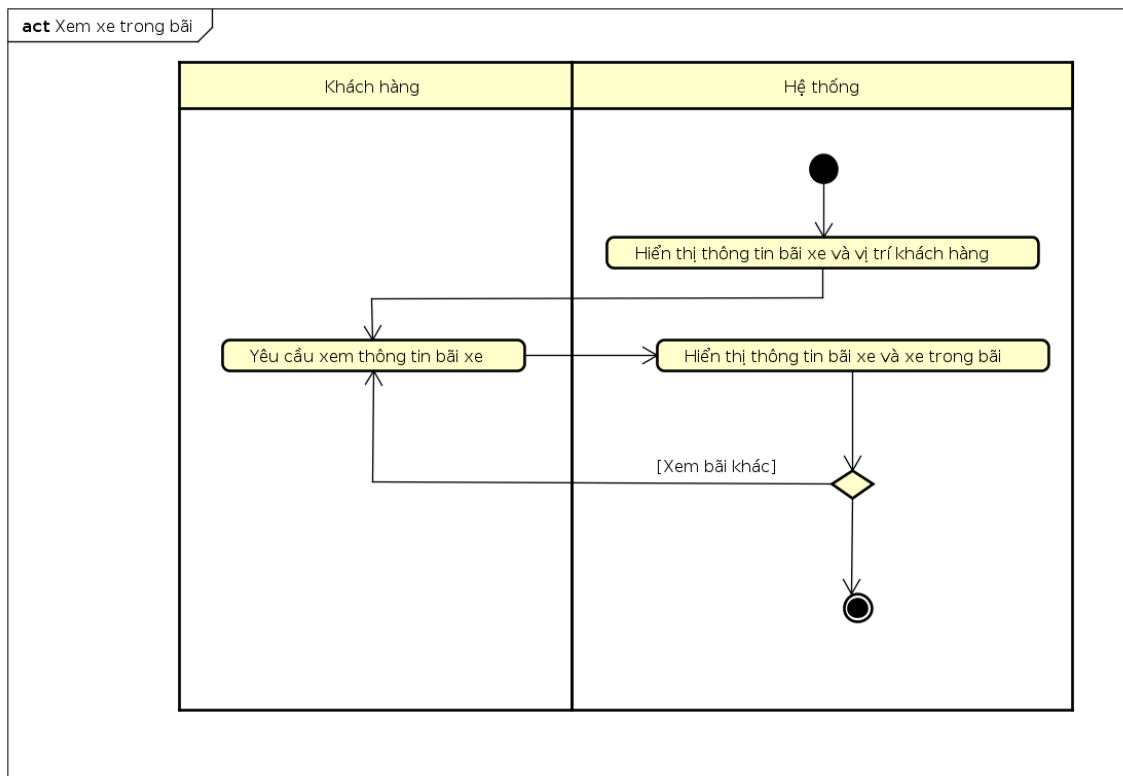 act Xem xe trong bãi
Khách hàng
Hệ thống
Hiển thị thông tin bãi xe và vị trí khách hàng
Yêu cầu xem thông tin bãi xe
Hiển thị thông tin bãi xe và xe trong bãi
[Xem bãi khác]